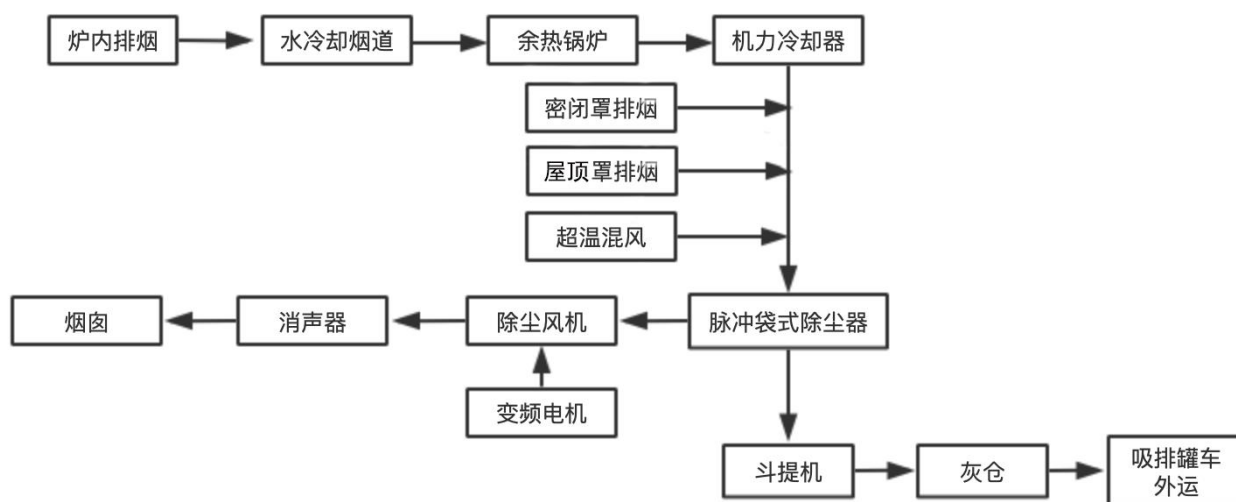 炉内排烟
水冷却烟道
余热锅炉
机力冷却器
密闭罩排烟
屋顶罩排烟
超温混风
烟囱
消声器
除尘风机
脉冲袋式除尘器
变频电机
斗提机
灰仓
吸排罐车
外运